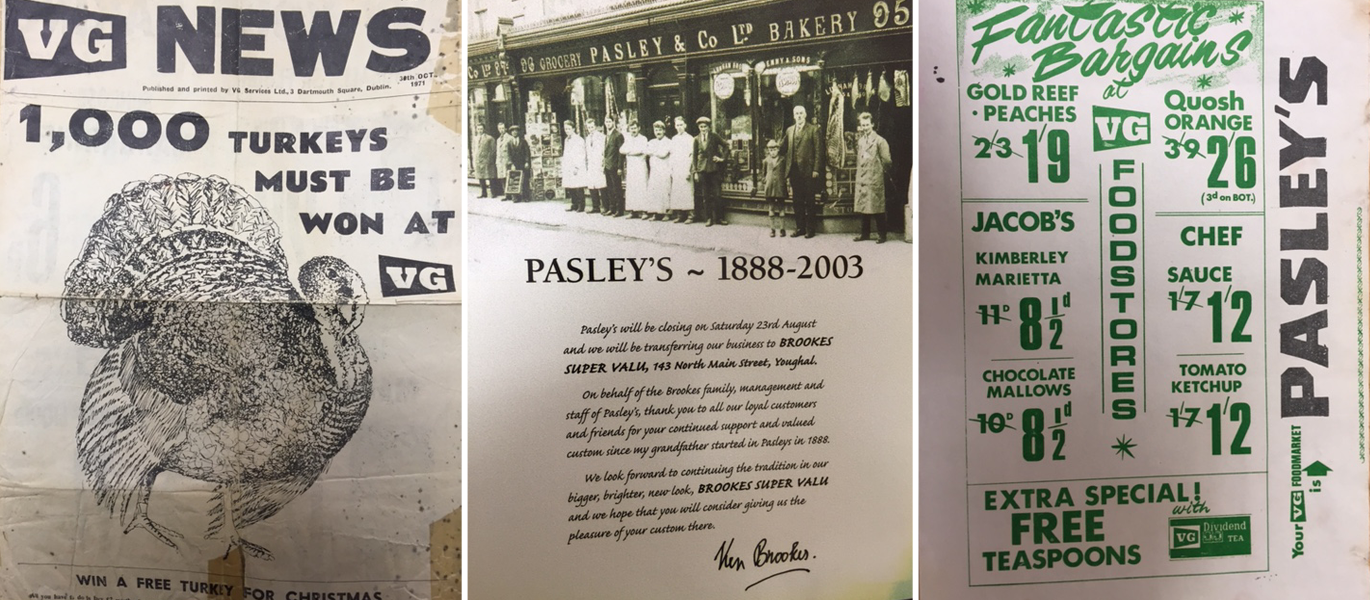 VG NEWS
30th OCT.
1971
Published and printed by VG Services Ltd., 3 Dartmouth Square, Dublin.
1,000 TURKEYS
MUST BE
WON AT
VG
WIN A FREE TURKEY FOR CHRISTMAS
Co LTD
GROCERY PASLEY & Co LTD BAKERY 95
PASLEY'S ~ 1888-2003
Pasley's will be closing on Saturday 23rd August
and we will be transferring our business to BROOKES
SUPER VALU, 143 North Main Street, Youghal.
On behalf of the Brookes family, management and
staff of Pasley's, thank you to all our loyal customers
and friends for your continued support and valued
custom since my grandfather started in Pasleys in 1888.
We look forward to continuing the tradition in our
bigger, brighter, new look, BROOKES SUPER VALU
and we hope that you will consider giving us the
pleasure of your custom there.
Ken Brookes.
Fantastic
Bargains
at
VG
FOODSTORES
GOLD REEF
· PEACHES
2/3 1/9
Quosh
ORANGE
3/9 2/6
(3d on BOT.)
JACOB'S
KIMBERLEY
MARIETTA
11D 8½d
CHOCOLATE
MALLOWS
10D 8½d
CHEF
SAUCE
1/7 1/2
TOMATO
KETCHUP
1/7 1/2
EXTRA SPECIAL!
FREE
TEASPOONS
with
VG Dividend
TEA
Your VG FOODMARKET
is
PASLEY'S